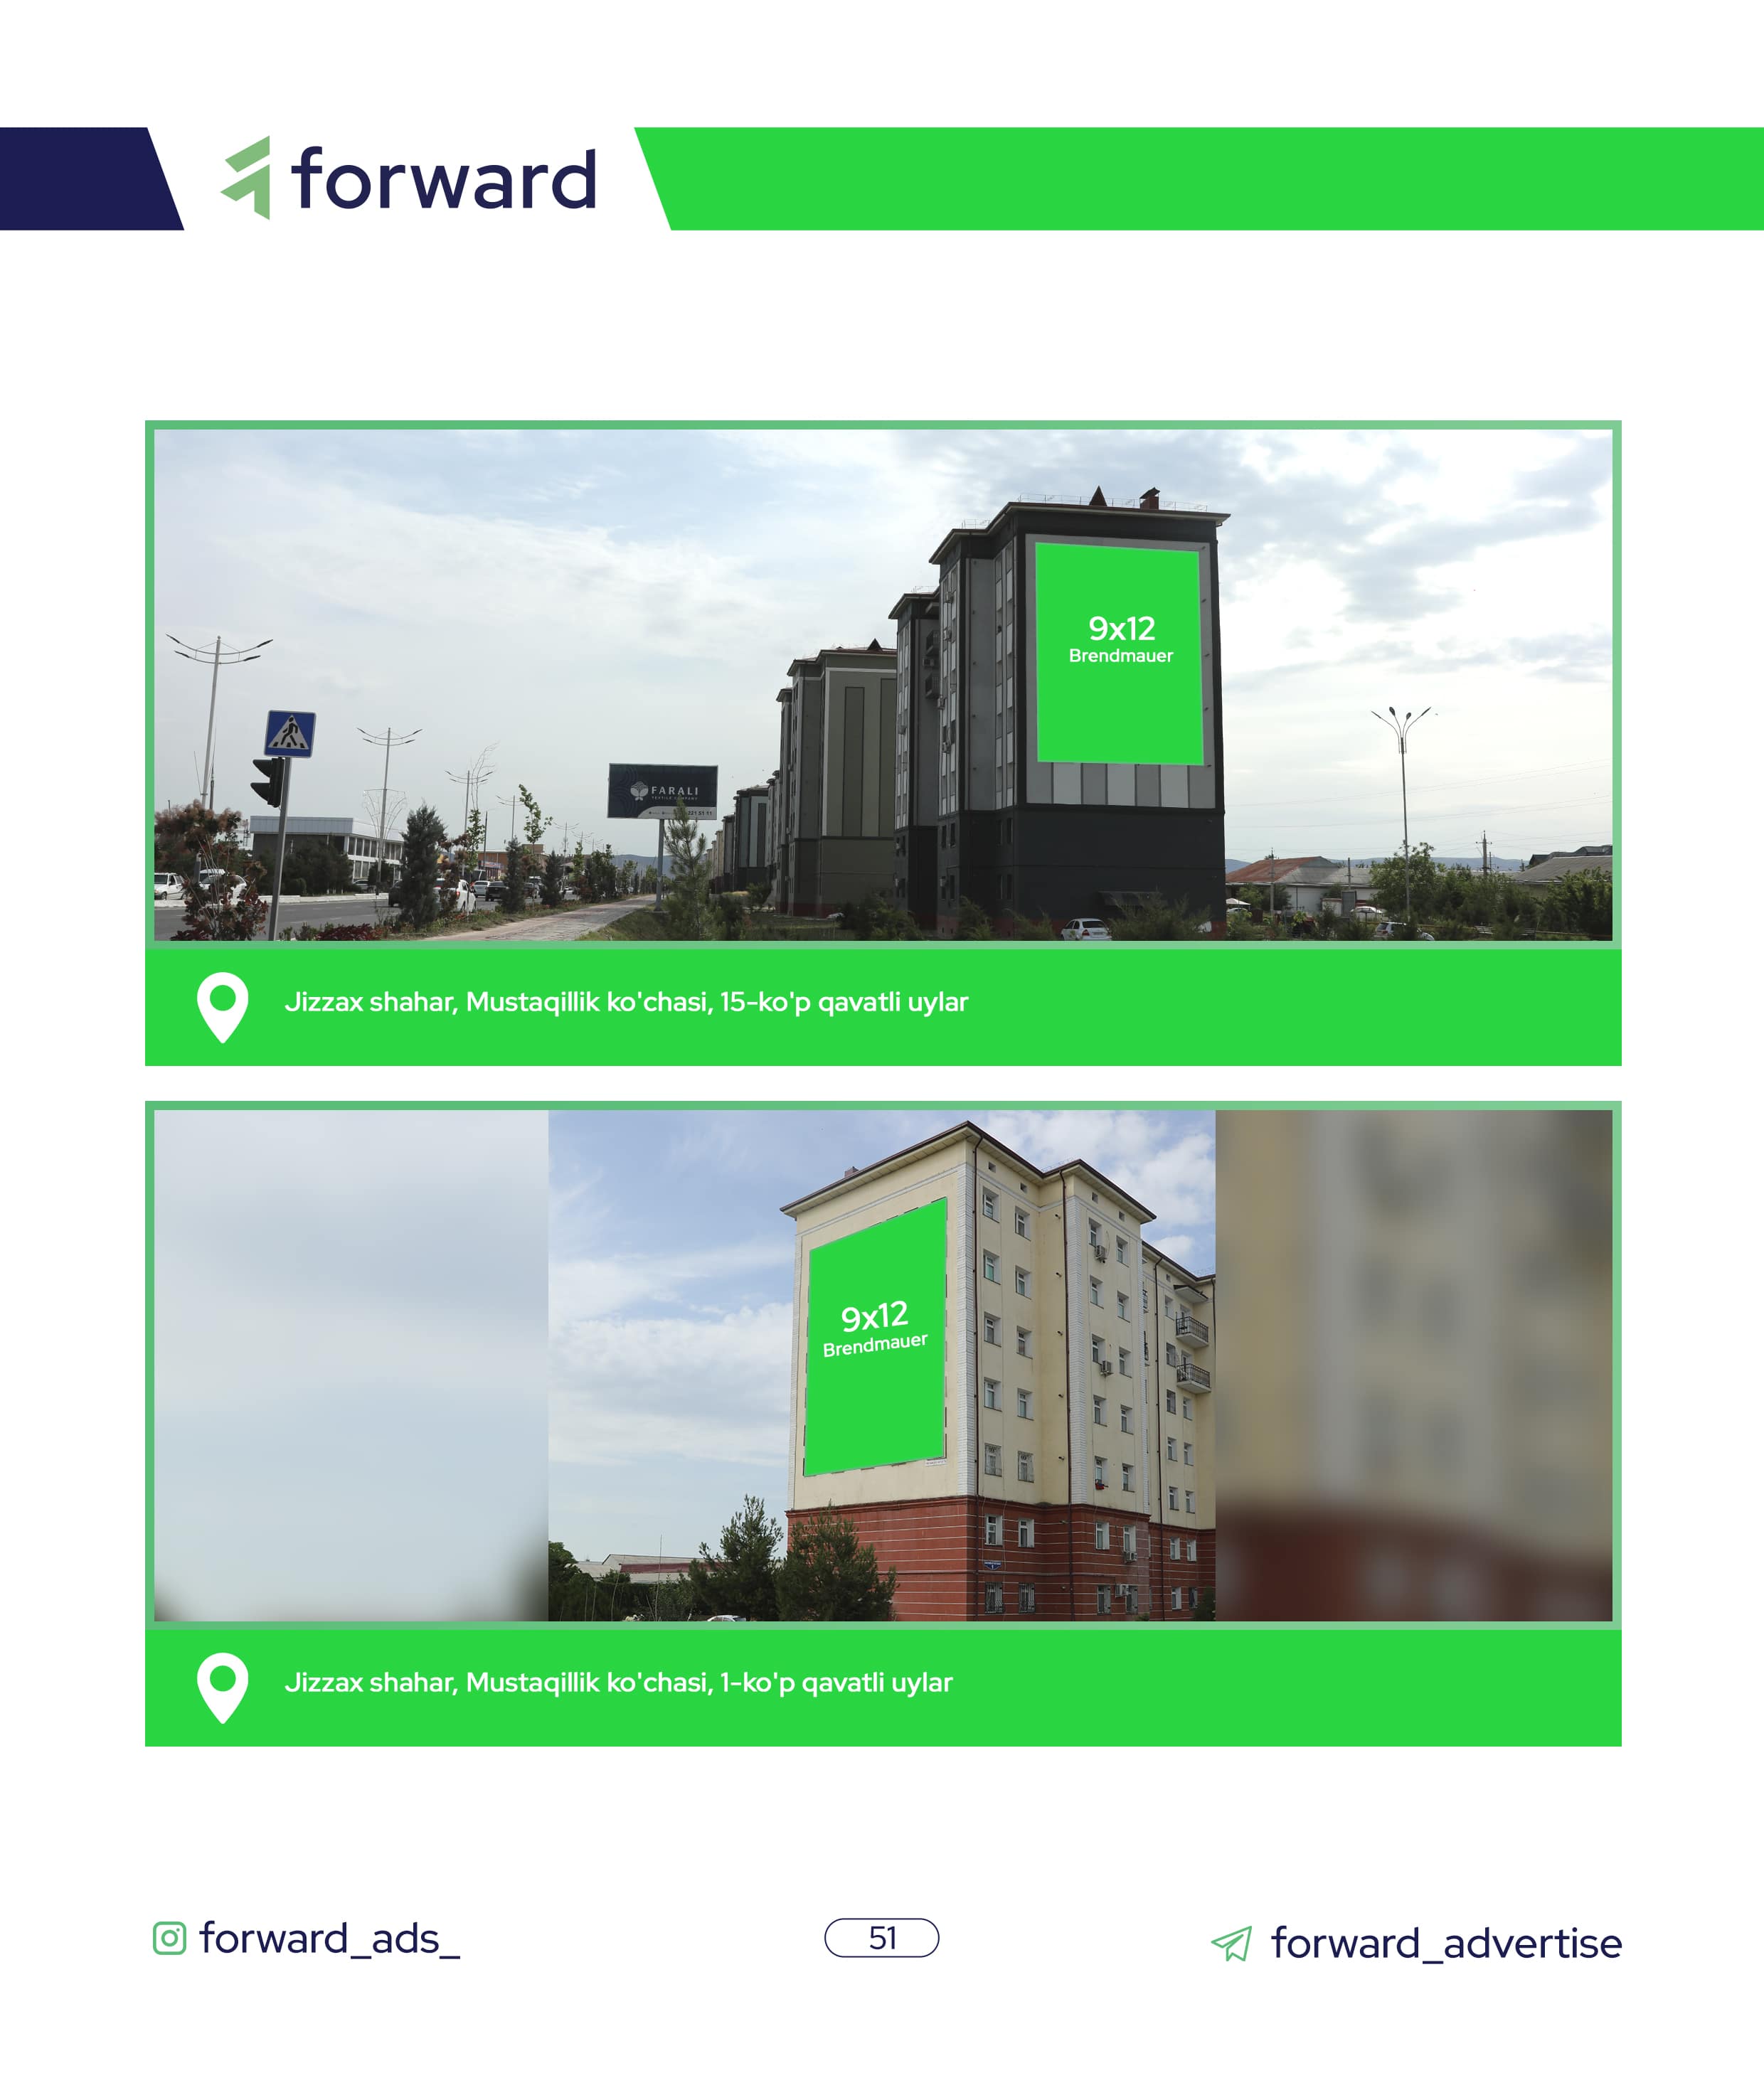 forward
9x12
Brendmauer
FARALI
Jizzax shahar, Mustaqillik ko'chasi, 15-ko'p qavatli uylar
9x12
Brendmauer
Jizzax shahar, Mustaqillik ko'chasi, 1-ko'p qavatli uylar
forward_ads_
51
forward_advertise